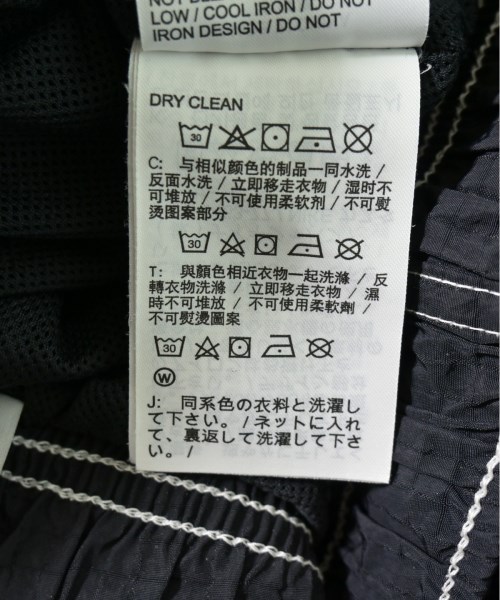 LOW / COOL IRON / DO NOT
IRON DESIGN / DO NOT
DRY CLEAN
30
C: 与相似颜色的制品一同水洗 /
反面水洗 / 立即移走衣物 / 湿时不
可堆放 / 不可使用柔软剂 / 不可熨
烫图案部分
30
T: 與顏色相近衣物一起洗滌 / 反
轉衣物洗滌 / 立即移走衣物 / 濕
時不可堆放 / 不可使用柔軟劑 /
不可熨燙圖案
30
W
J: 同系色の衣料と洗濯し
て下さい。/ ネットに入れ
て、裏返して洗濯して下さ
い。/